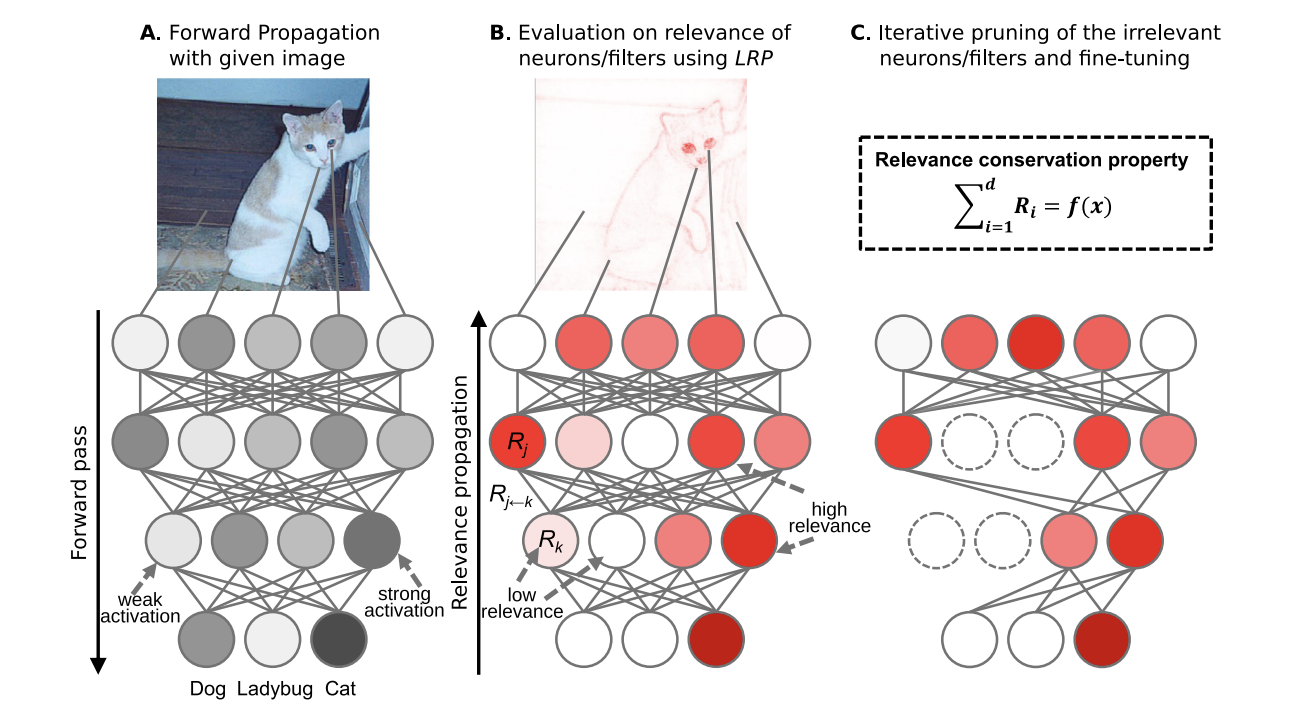 A. Forward Propagation
with given image
B. Evaluation on relevance of
neurons/filters using LRP
C. Iterative pruning of the irrelevant
neurons/filters and fine-tuning
Relevance conservation property
∑_{i=1}^{d} R_i = f(x)
Forward pass
weak
activation
strong
activation
Dog Ladybug Cat
Relevance propagation
R_j
R_{j←k}
R_k
high
relevance
low
relevance